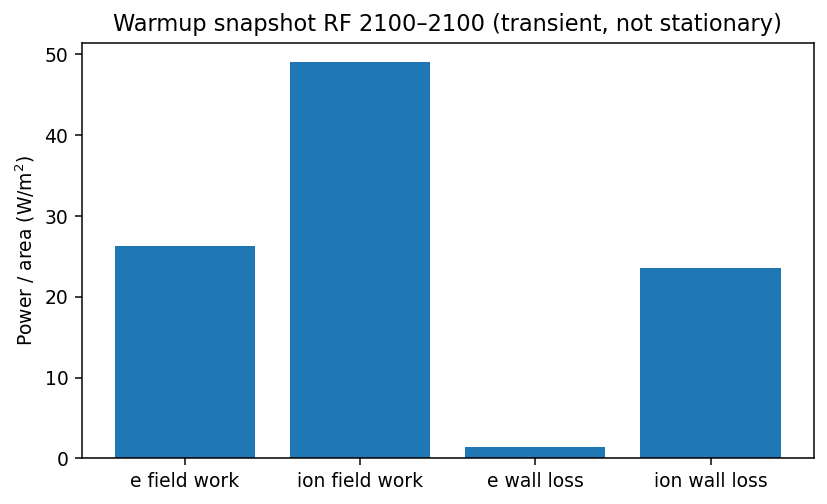 Warmup snapshot RF 2100–2100 (transient, not stationary)
Power / area (W/m²)
50
40
30
20
10
0
e field work
ion field work
e wall loss
ion wall loss